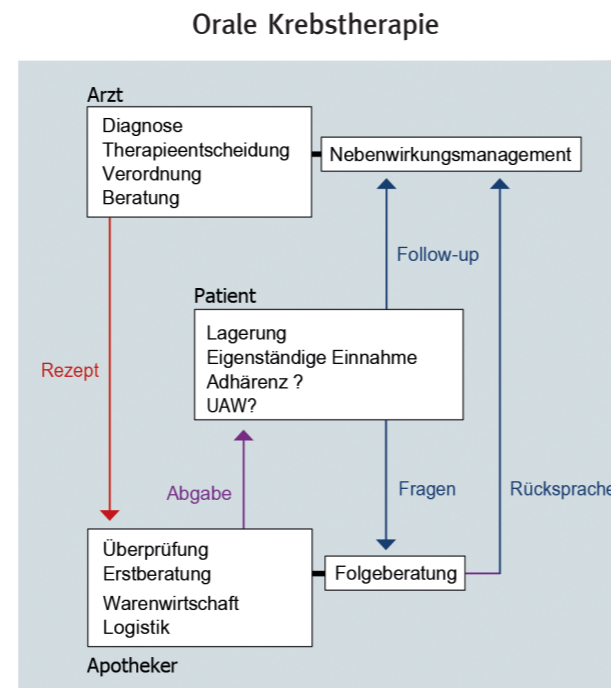 Orale Krebstherapie
Arzt
Diagnose
Therapieentscheidung
Verordnung
Beratung
Nebenwirkungsmanagement
Follow-up
Patient
Lagerung
Eigenständige Einnahme
Adhärenz ?
UAW?
Rezept
Abgabe
Fragen
Rücksprache
Überprüfung
Erstberatung
Warenwirtschaft
Logistik
Folgeberatung
Apotheker